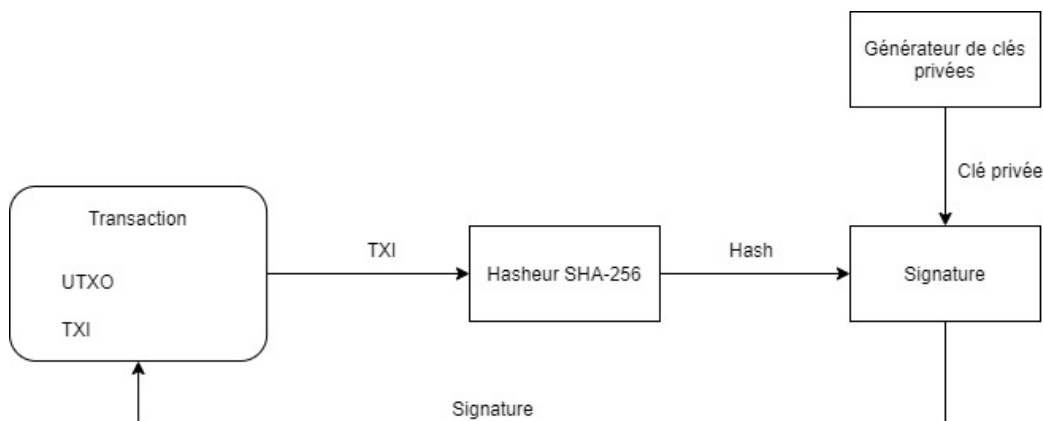 Générateur de clés
privées
Clé privée
Transaction
UTXO
TXI
TXI
Hasheur SHA-256
Hash
Signature
Signature